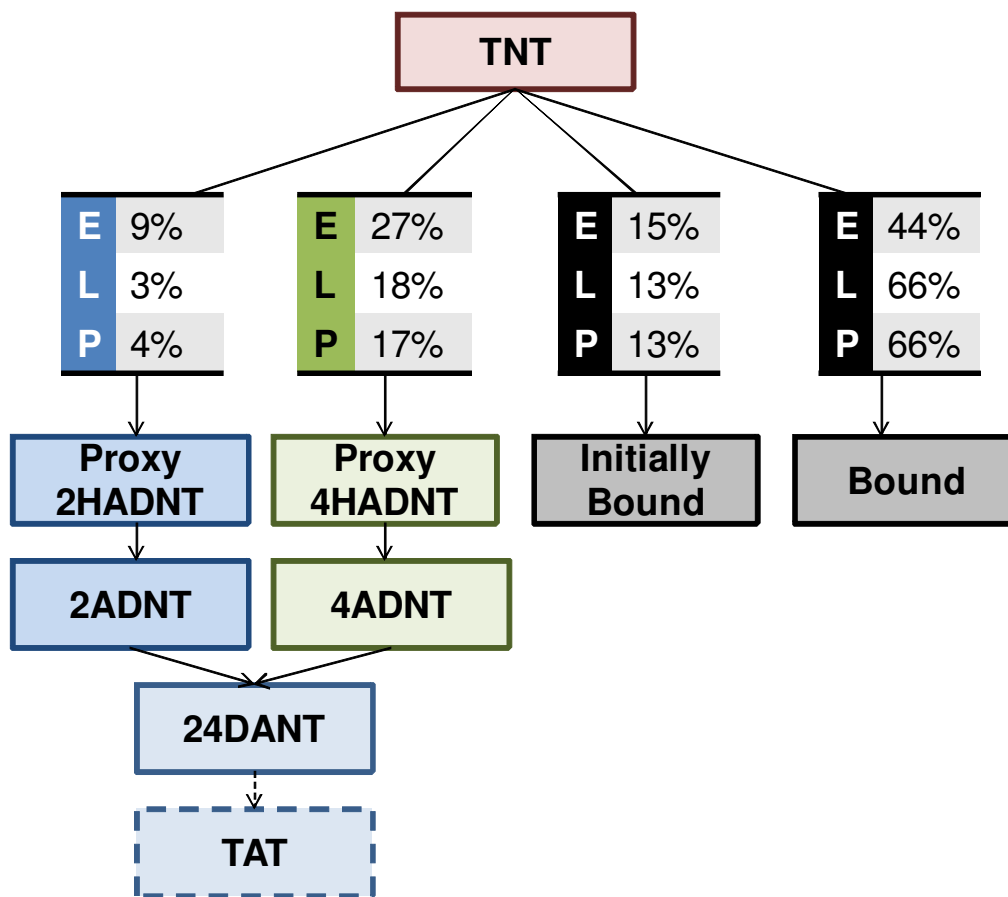 TNT
E 9%
L 3%
P 4%
E 27%
L 18%
P 17%
E 15%
L 13%
P 13%
E 44%
L 66%
P 66%
Proxy
2HADNT
Proxy
4HADNT
Initially
Bound
Bound
2ADNT
4ADNT
24DANT
TAT